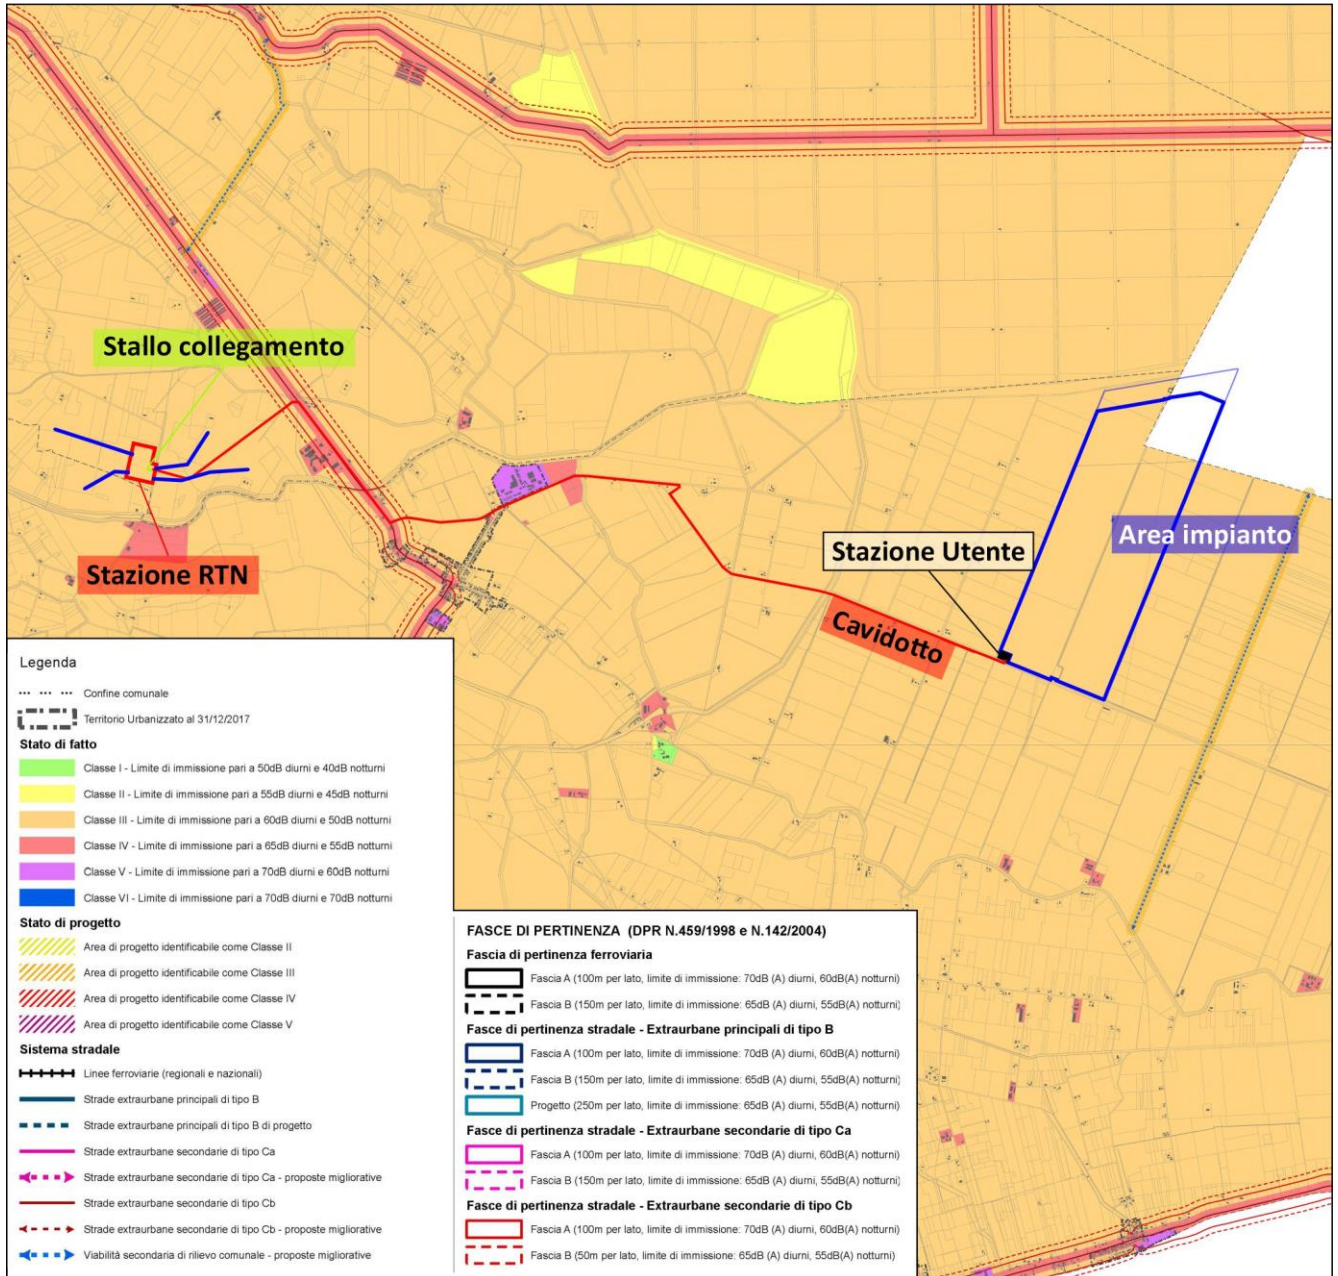 Stallo collegamento
Stazione RTN
Stazione Utente
Area impianto
Cavidotto
Legenda
Confine comunale
Territorio Urbanizzato al 31/12/2017
Stato di fatto
Classe I - Limite di immissione pari a 50dB diurni e 40dB notturni
Classe II - Limite di immissione pari a 55dB diurni e 45dB notturni
Classe III - Limite di immissione pari a 60dB diurni e 50dB notturni
Classe IV - Limite di immissione pari a 65dB diurni e 55dB notturni
Classe V - Limite di immissione pari a 70dB diurni e 60dB notturni
Classe VI - Limite di immissione pari a 70dB diurni e 70dB notturni
Stato di progetto
Area di progetto identificabile come Classe II
Area di progetto identificabile come Classe III
Area di progetto identificabile come Classe IV
Area di progetto identificabile come Classe V
Sistema stradale
Linee ferroviarie (regionali e nazionali)
Strade extraurbane principali di tipo B
Strade extraurbane principali di tipo B di progetto
Strade extraurbane secondarie di tipo Ca
Strade extraurbane secondarie di tipo Ca - proposte migliorative
Strade extraurbane secondarie di tipo Cb
Strade extraurbane secondarie di tipo Cb - proposte migliorative
Viabilità secondaria di rilievo comunale - proposte migliorative
FASCE DI PERTINENZA (DPR N.459/1998 e N.142/2004)
Fascia di pertinenza ferroviaria
Fascia A (100m per lato, limite di immissione: 70dB (A) diurni, 60dB(A) notturni)
Fascia B (150m per lato, limite di immissione: 65dB (A) diurni, 55dB(A) notturni)
Fasce di pertinenza stradale - Extraurbane principali di tipo B
Fascia A (100m per lato, limite di immissione: 70dB (A) diurni, 60dB(A) notturni)
Fascia B (150m per lato, limite di immissione: 65dB (A) diurni, 55dB(A) notturni)
Progetto (250m per lato, limite di immissione: 65dB (A) diurni, 55dB(A) notturni)
Fasce di pertinenza stradale - Extraurbane secondarie di tipo Ca
Fascia A (100m per lato, limite di immissione: 70dB (A) diurni, 60dB(A) notturni)
Fascia B (150m per lato, limite di immissione: 65dB (A) diurni, 55dB(A) notturni)
Fasce di pertinenza stradale - Extraurbane secondarie di tipo Cb
Fascia A (100m per lato, limite di immissione: 70dB (A) diurni, 60dB(A) notturni)
Fascia B (50m per lato, limite di immissione: 65dB (A) diurni, 55dB(A) notturni)